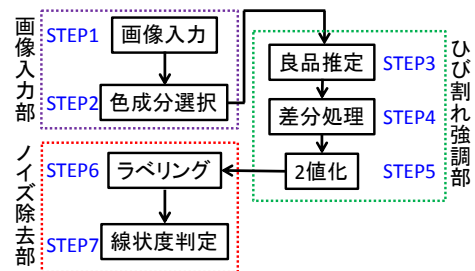 画像入力部
STEP1 画像入力
STEP2 色成分選択
ひび割れ強調部
良品推定 STEP3
差分処理 STEP4
2値化 STEP5
ノイズ除去部
STEP6 ラベリング
STEP7 線状度判定